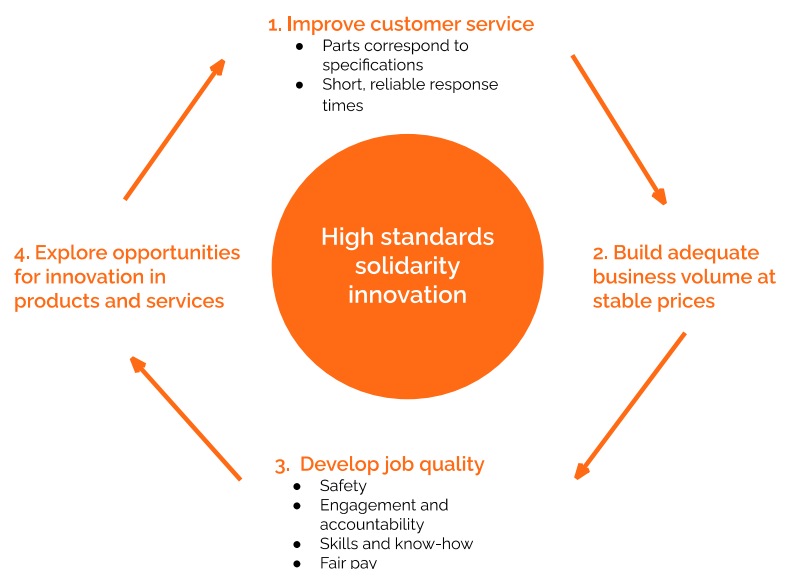 1. Improve customer service
● Parts correspond to
specifications
● Short, reliable response
times
High standards
solidarity
innovation
2. Build adequate
business volume at
stable prices
3. Develop job quality
● Safety
● Engagement and
accountability
● Skills and know-how
● Fair pay
4. Explore opportunities
for innovation in
products and services